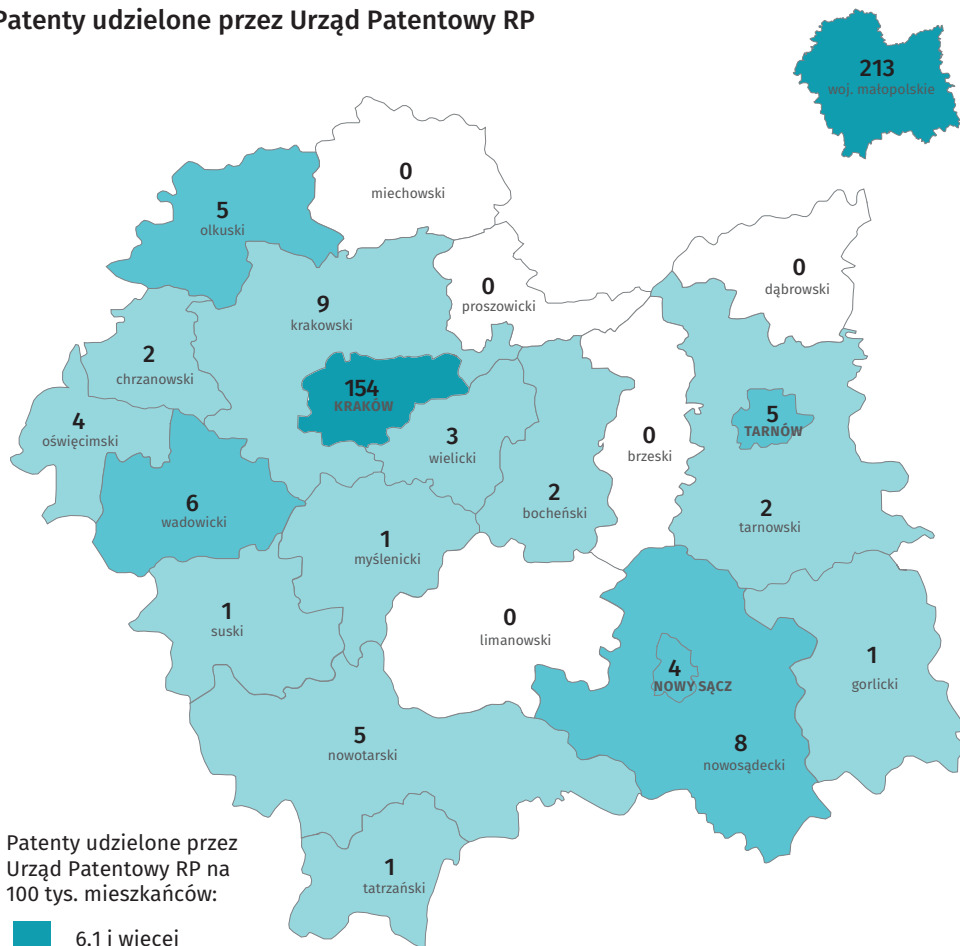 Patenty udzielone przez Urząd Patentowy RP
213
woj. małopolskie
0
miechowski
5
olkuski
0
dąbrowski
0
proszowicki
9
krakowski
2
chrzanowski
154
KRAKÓW
4
oświęcimski
5
TARNÓW
3
wielicki
0
brzeski
2
bocheński
6
wadowicki
2
tarnowski
1
myślenicki
1
suski
0
limanowski
1
gorlicki
4
NOWY SĄCZ
5
nowotarski
8
nowosądecki
1
tatrzański
Patenty udzielone przez
Urząd Patentowy RP na
100 tys. mieszkańców:
6,1 i więcej